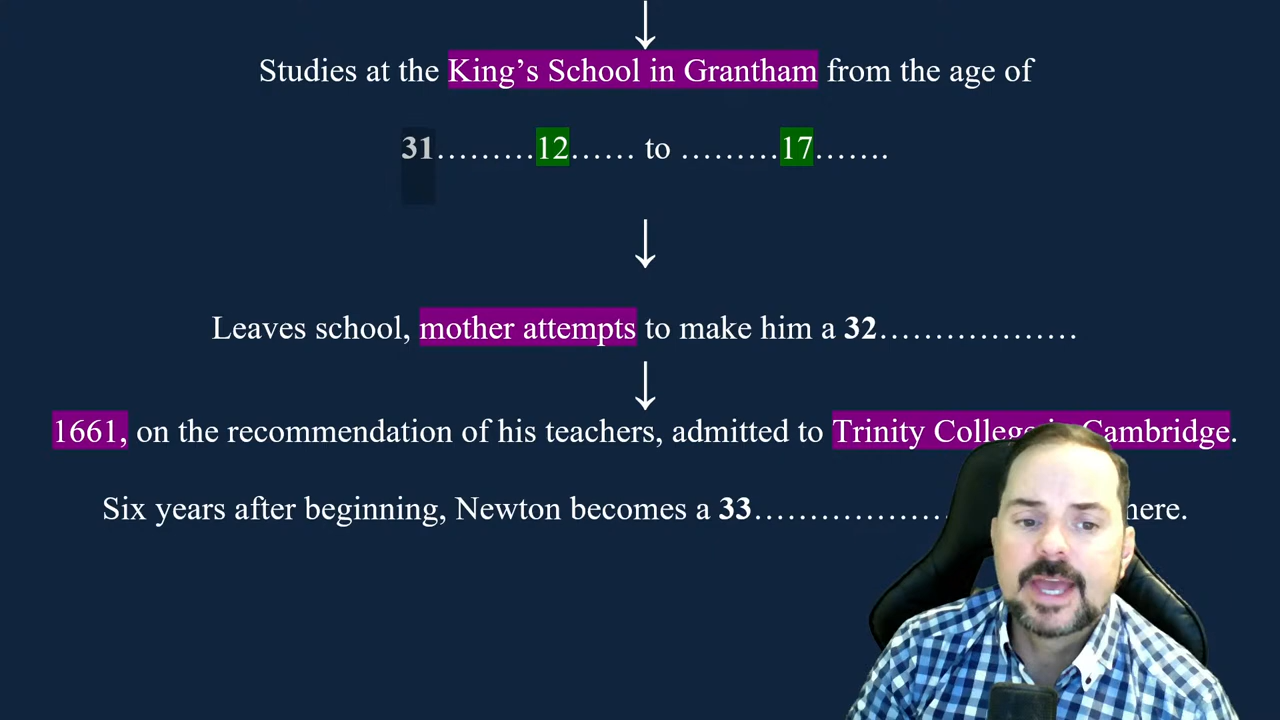 Studies at the King’s School in Grantham from the age of
31.........12...... to .........17.......
Leaves school, mother attempts to make him a 32..................
1661, on the recommendation of his teachers, admitted to Trinity College in Cambridge.
Six years after beginning, Newton becomes a 33..................... here.